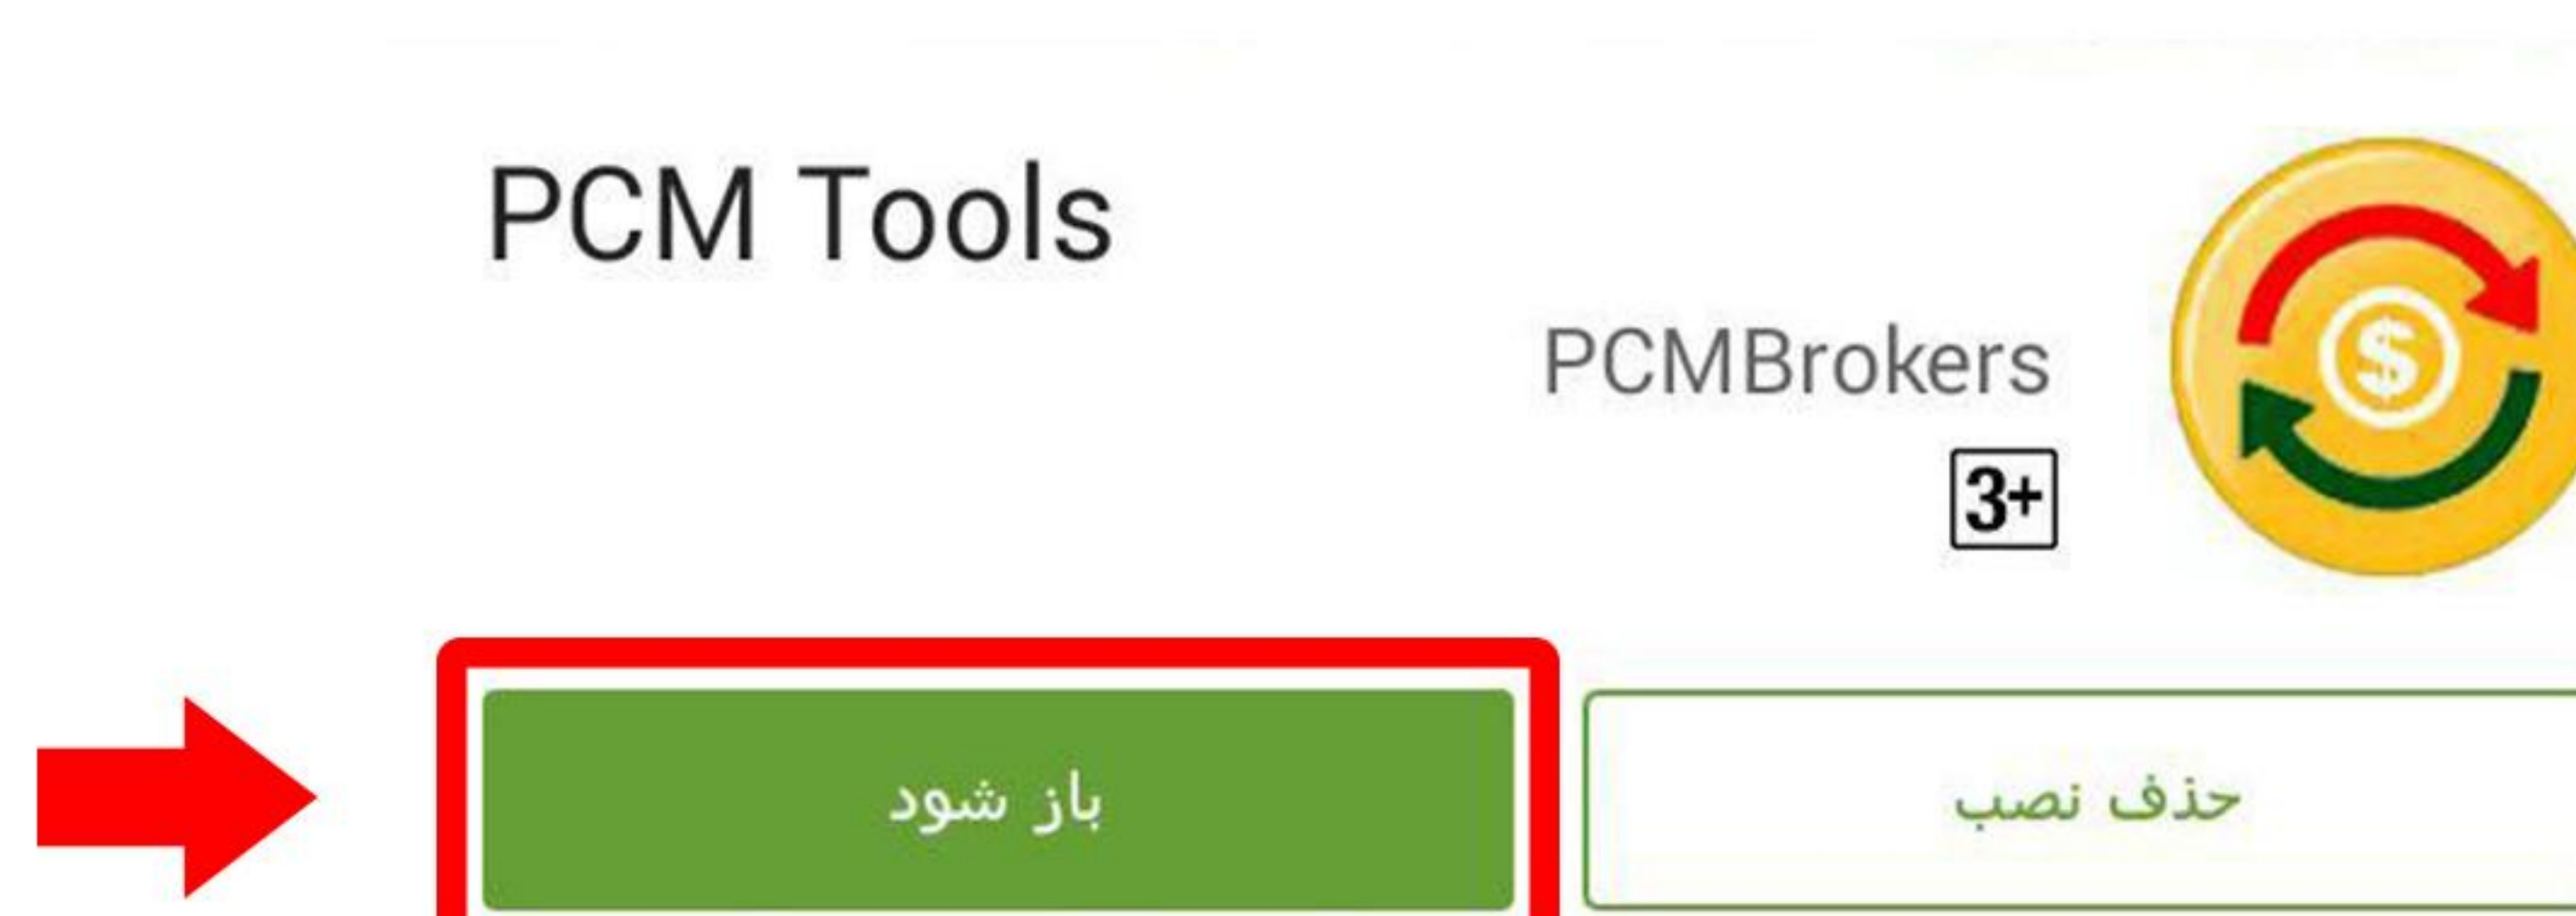 PCM Tools
PCMBrokers
3+
$
حذف نصب
باز شود